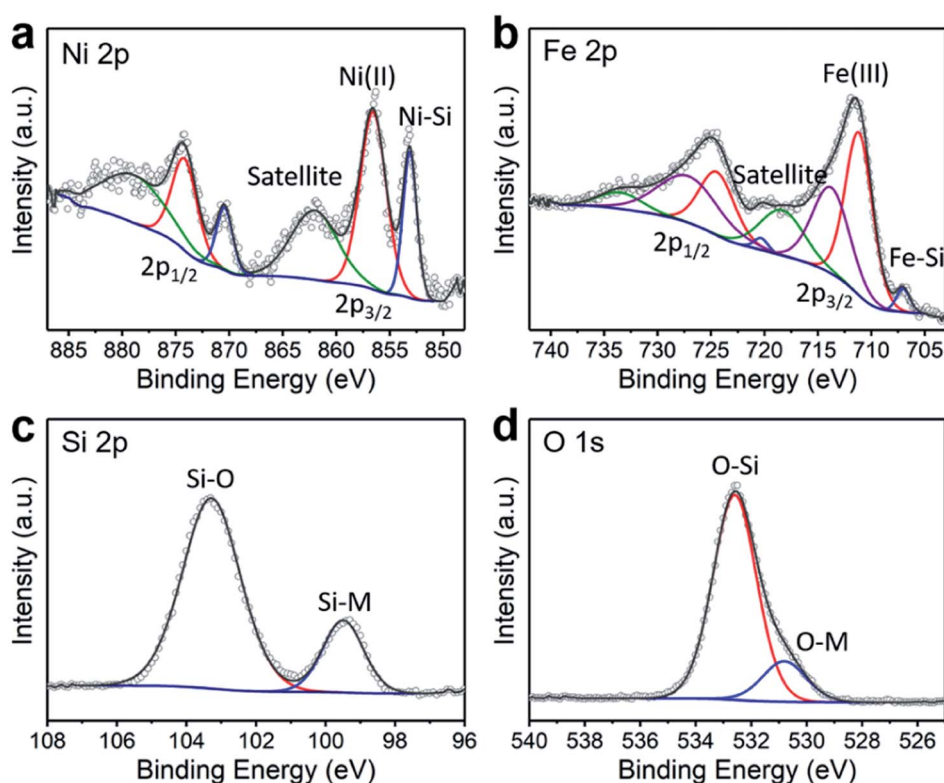 a
Ni 2p
Ni(II)
Ni-Si
Satellite
2p1/2
2p3/2
Intensity (a.u.)
885 880 875 870 865 860 855 850
Binding Energy (eV)
b
Fe 2p
Fe(III)
Satellite
Fe-Si
2p1/2
2p3/2
Intensity (a.u.)
740 735 730 725 720 715 710 705
Binding Energy (eV)
c
Si 2p
Si-O
Si-M
Intensity (a.u.)
108 106 104 102 100 98 96
Binding Energy (eV)
d
O 1s
O-Si
O-M
Intensity (a.u.)
540 538 536 534 532 530 528 526
Binding Energy (eV)